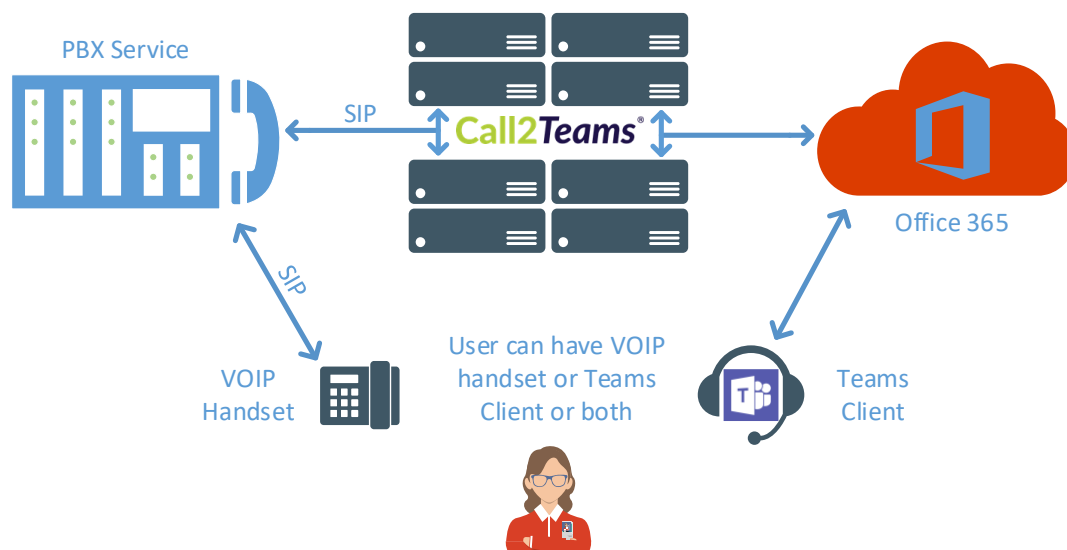 PBX Service
SIP
Call2Teams®
Office 365
SIP
VOIP
Handset
User can have VOIP
handset or Teams
Client or both
T
Teams
Client